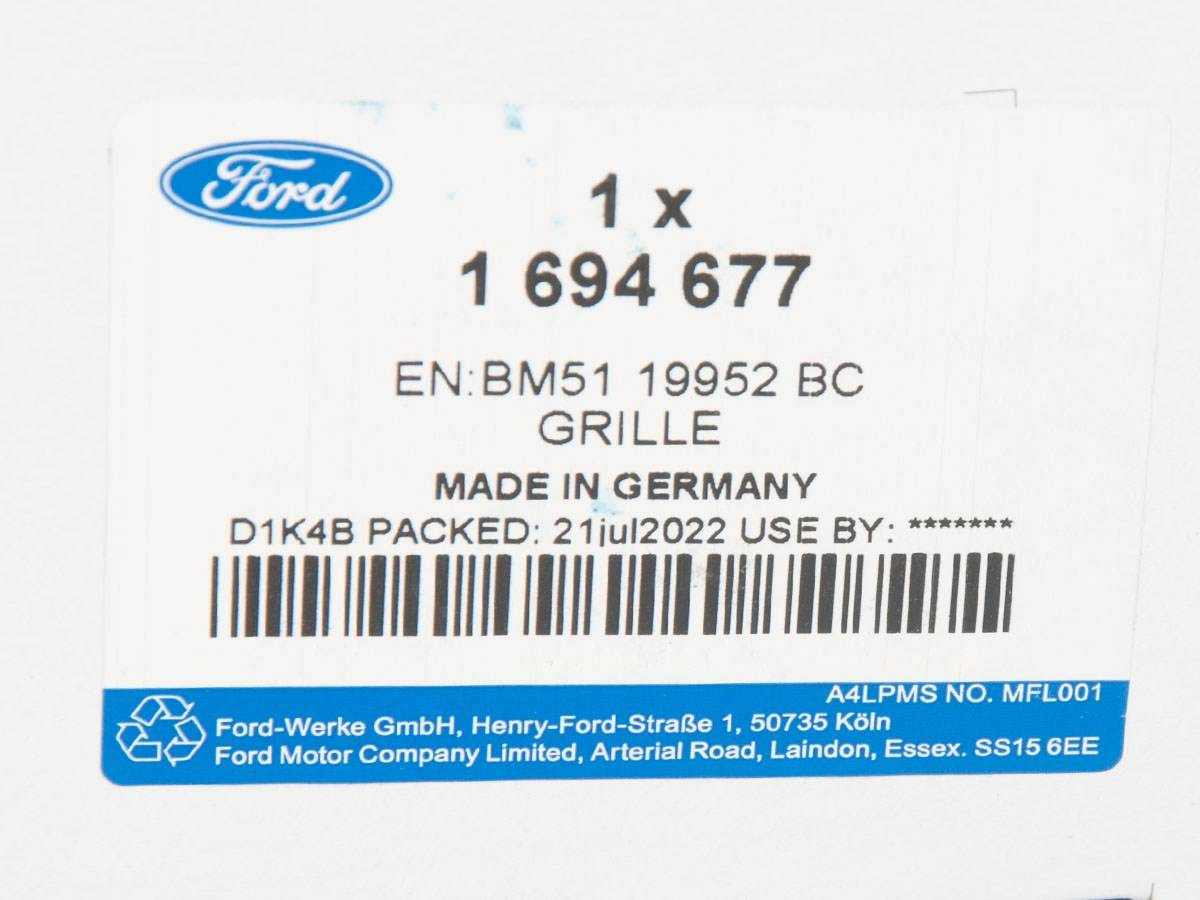 Ford
1 x
1 694 677
EN:BM51 19952 BC
GRILLE
MADE IN GERMANY
D1K4B PACKED: 21jul2022 USE BY: *******
A4LPMS NO. MFL001
Ford-Werke GmbH, Henry-Ford-Straße 1, 50735 Köln
Ford Motor Company Limited, Arterial Road, Laindon, Essex. SS15 6EE